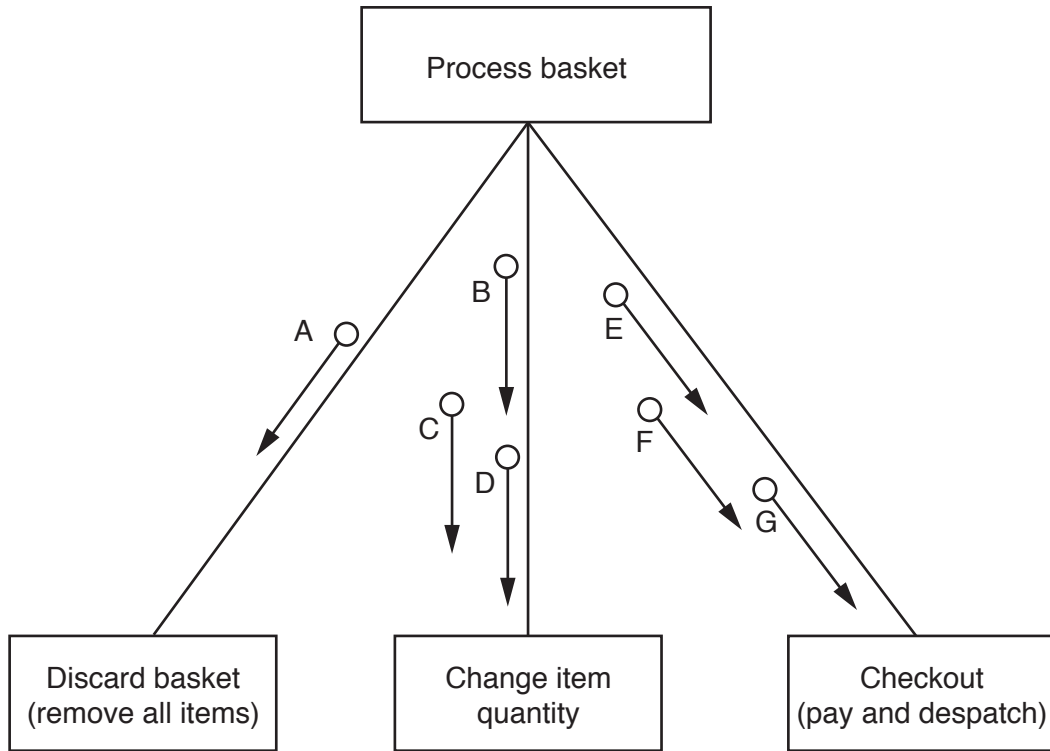 Process basket
A
B
C
D
E
F
G
Discard basket
(remove all items)
Change item
quantity
Checkout
(pay and despatch)